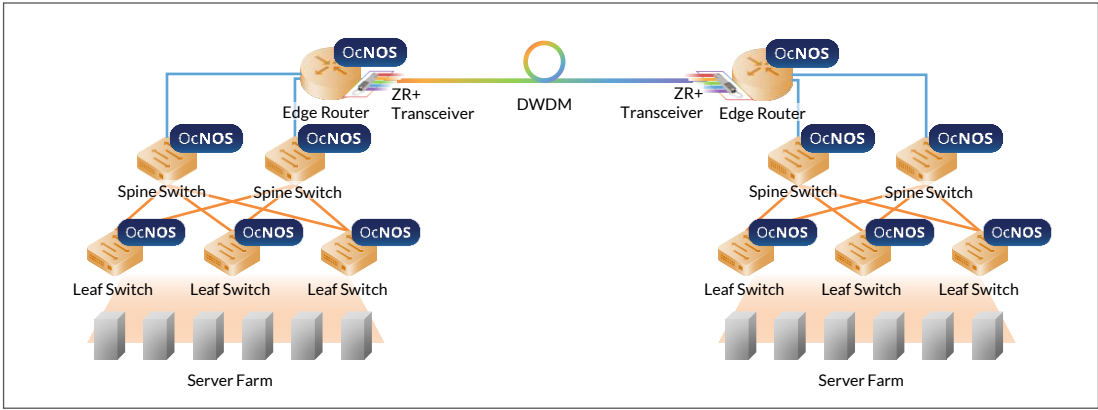 OcNOS
OcNOS
Edge Router
ZR+
Transceiver
DWDM
ZR+
Transceiver
Edge Router
OcNOS
OcNOS
OcNOS
OcNOS
Spine Switch
Spine Switch
Spine Switch
Spine Switch
OcNOS
OcNOS
OcNOS
OcNOS
OcNOS
OcNOS
Leaf Switch
Leaf Switch
Leaf Switch
Leaf Switch
Leaf Switch
Leaf Switch
Server Farm
Server Farm